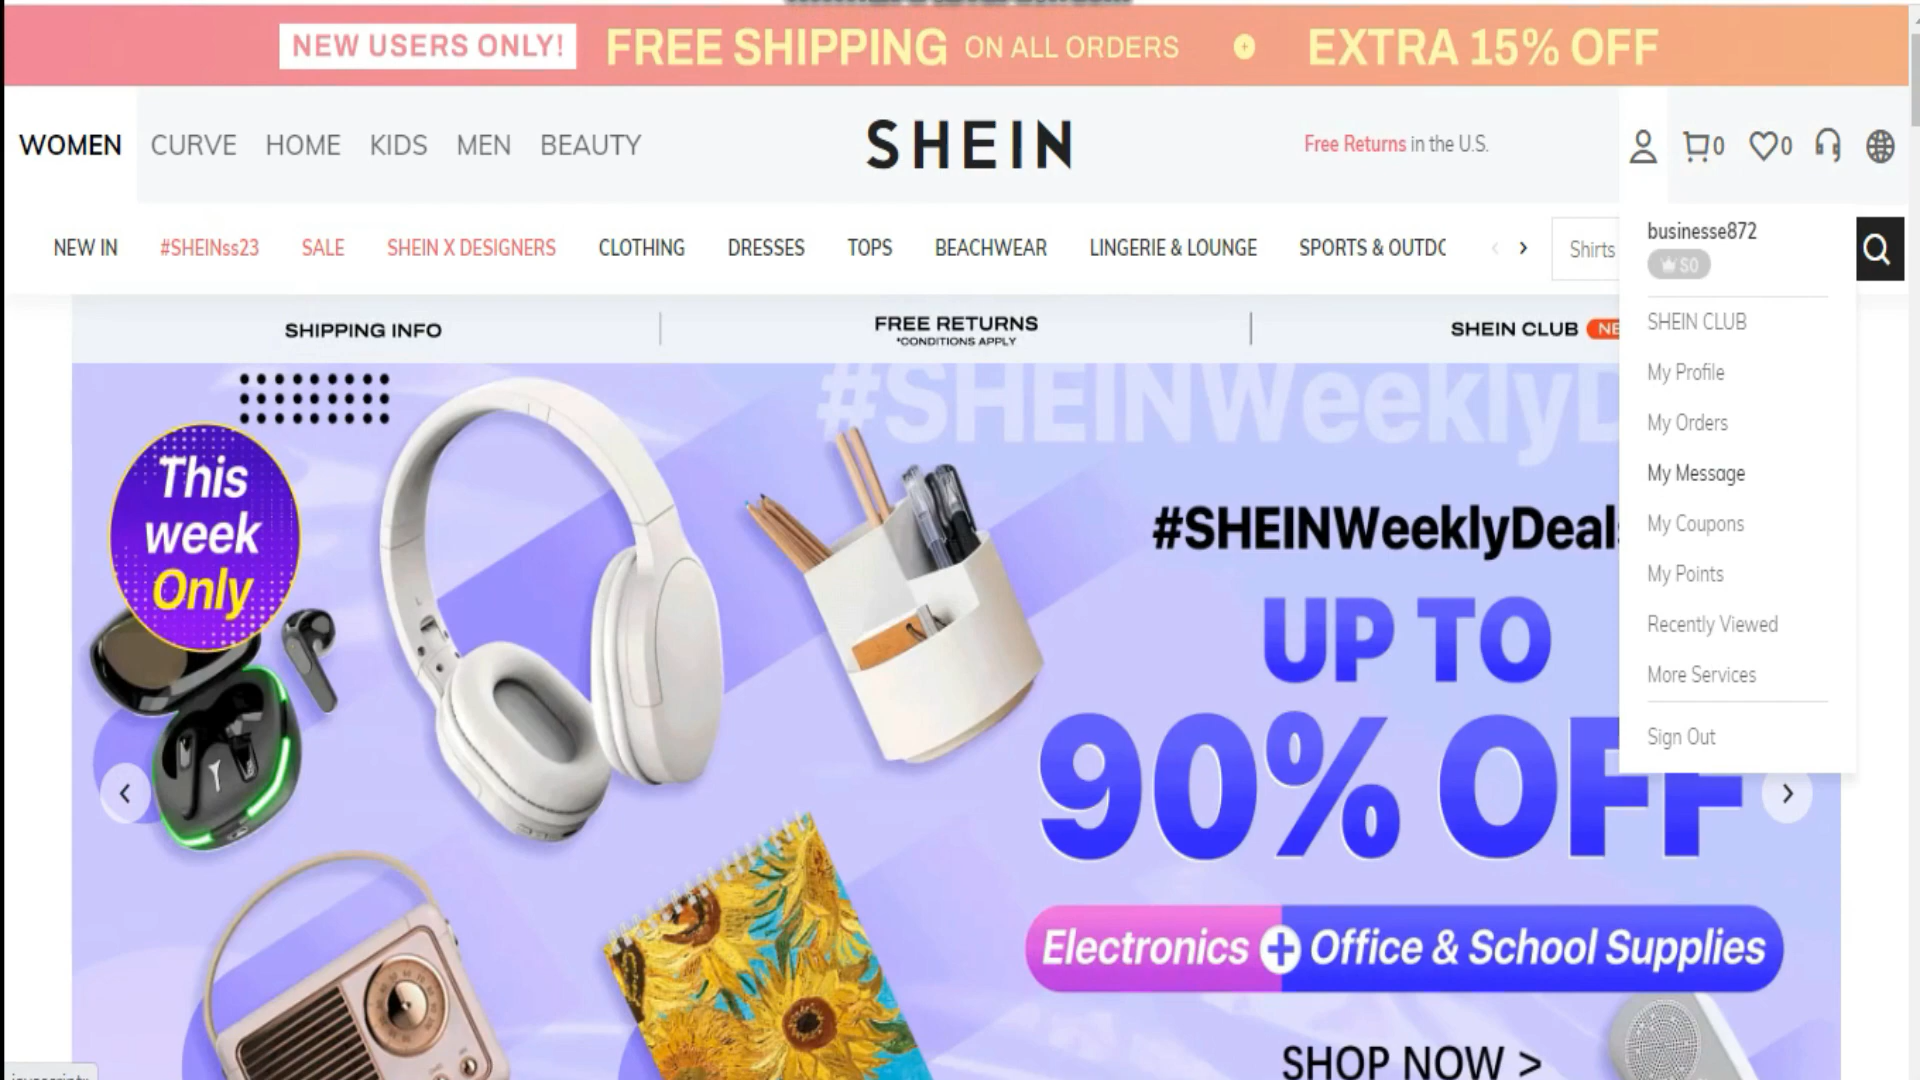 NEW USERS ONLY! FREE SHIPPING ON ALL ORDERS EXTRA 15% OFF
WOMEN CURVE HOME KIDS MEN BEAUTY SHEIN Free Returns in the U.S. 0 0
NEW IN #SHEINss23 SALE SHEIN X DESIGNERS CLOTHING DRESSES TOPS BEACHWEAR LINGERIE & LOUNGE SPORTS & OUTDO Shirts
businesse872
S0
SHIPPING INFO FREE RETURNS SHEIN CLUB NE
*CONDITIONS APPLY
SHEIN CLUB
My Profile
My Orders
My Message
My Coupons
My Points
Recently Viewed
More Services
Sign Out
#SHEINWeeklyD
This
week
Only
#SHEINWeeklyDeals
UP TO
90% OFF
Electronics + Office & School Supplies
SHOP NOW >